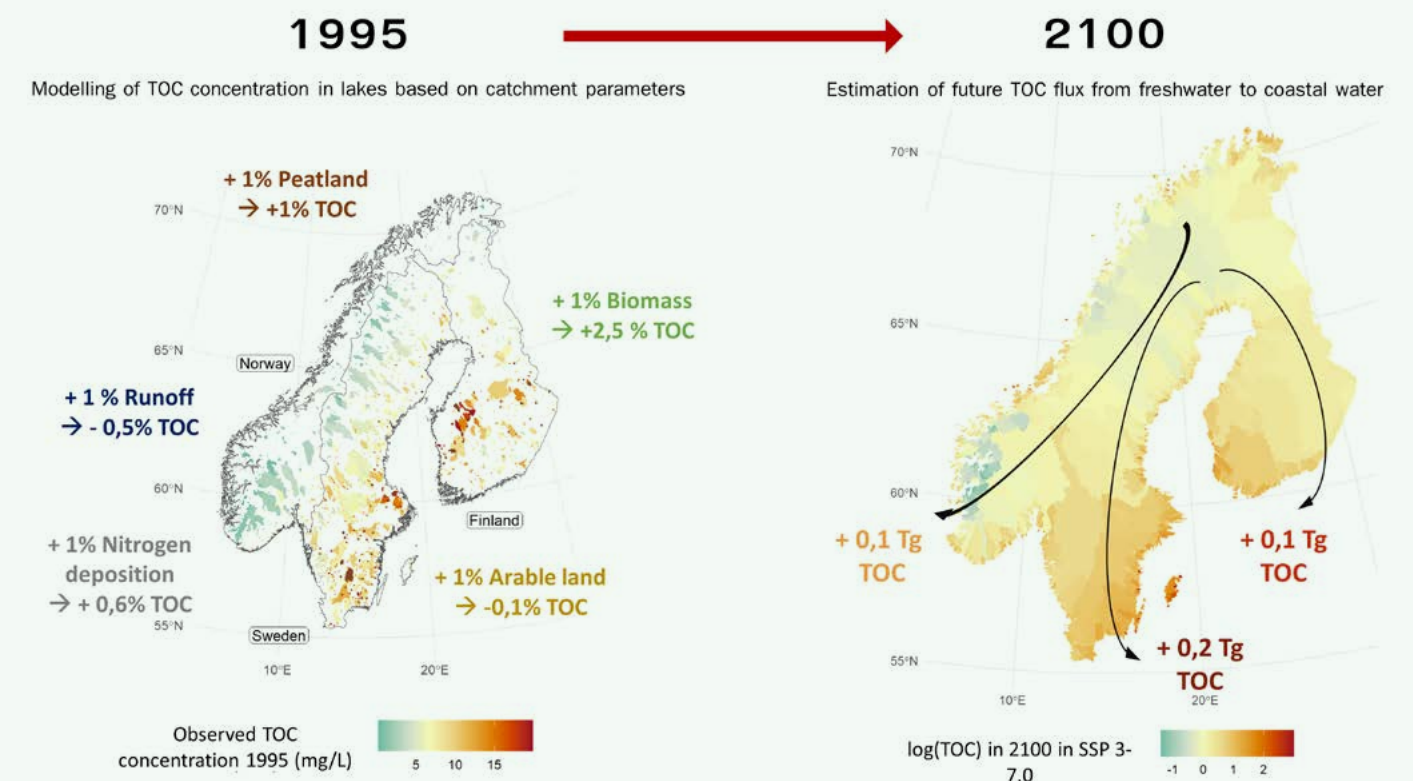 1995
2100
Modelling of TOC concentration in lakes based on catchment parameters
Estimation of future TOC flux from freshwater to coastal water
+ 1% Peatland
→ +1% TOC
70°N
+ 1% Biomass
→ +2,5 % TOC
65°N
Norway
+ 1 % Runoff
→ - 0,5% TOC
60°N
Finland
+ 1% Nitrogen
deposition
→ + 0,6% TOC
+ 1% Arable land
→ -0,1% TOC
55°N
Sweden
10°E
20°E
Observed TOC
concentration 1995 (mg/L)
5 10 15
70°N
65°N
60°N
+ 0,1 Tg
TOC
+ 0,1 Tg
TOC
+ 0,2 Tg
TOC
55°N
10°E
20°E
log(TOC) in 2100 in SSP 3-
7.0
-1 0 1 2